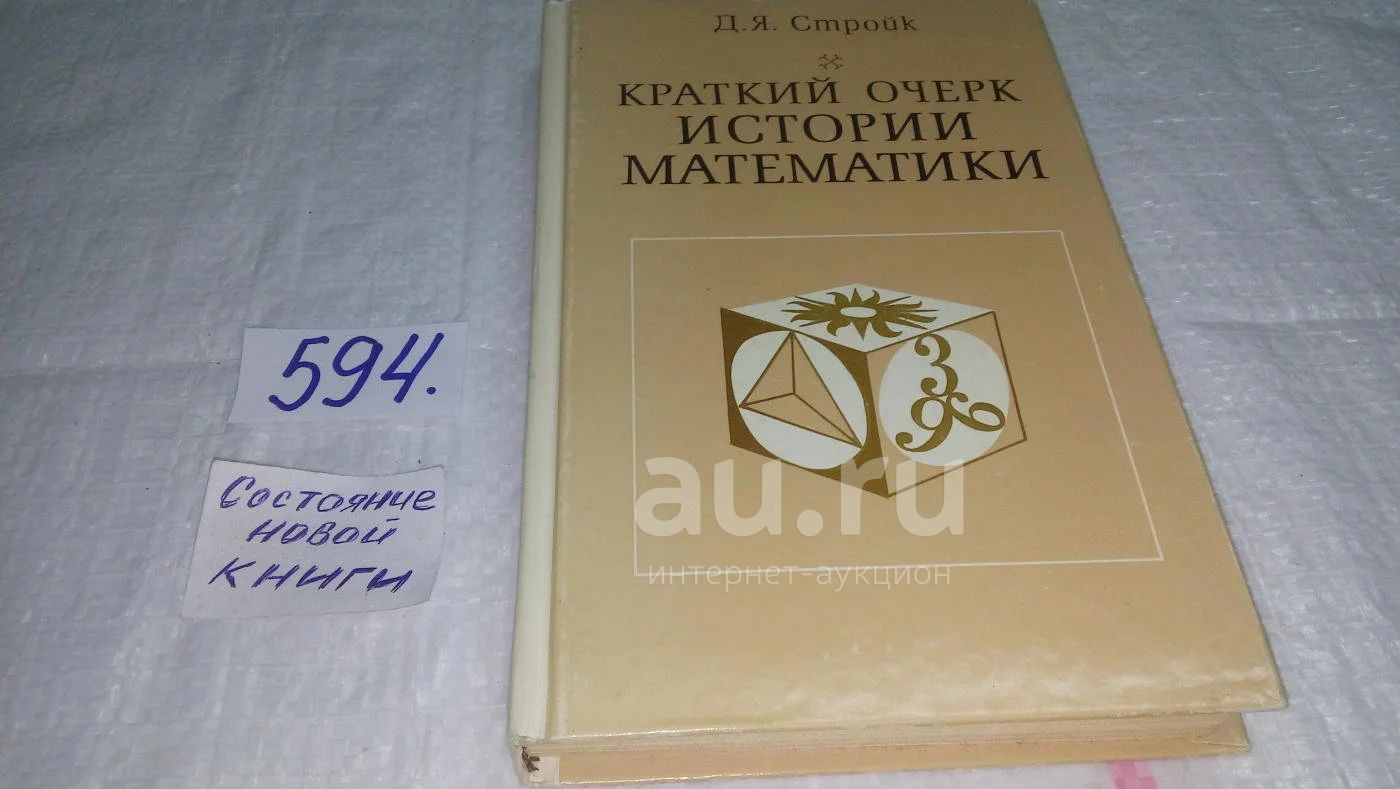 Д.Я. Стройк
КРАТКИЙ ОЧЕРК
ИСТОРИИ
МАТЕМАТИКИ
594.
Состояние
новой
книги
au.ru
интернет-аукцион